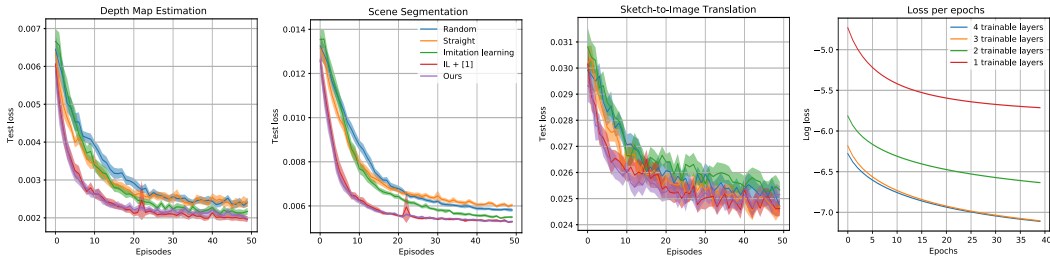 Depth Map Estimation
0.007
0.006
0.005
0.004
0.003
0.002
Test loss
0
10
20
30
40
50
Episodes
Scene Segmentation
Random
Straight
Imitation learning
IL + [1]
Ours
0.014
0.012
0.010
0.008
0.006
Test loss
0
10
20
30
40
50
Episodes
Sketch-to-Image Translation
0.031
0.030
0.029
0.028
0.027
0.026
0.025
0.024
Test loss
0
10
20
30
40
50
Episodes
Loss per epochs
4 trainable layers
3 trainable layers
2 trainable layers
1 trainable layers
−5.0
−5.5
−6.0
−6.5
−7.0
Log loss
0
5
10
15
20
25
30
35
40
Epochs